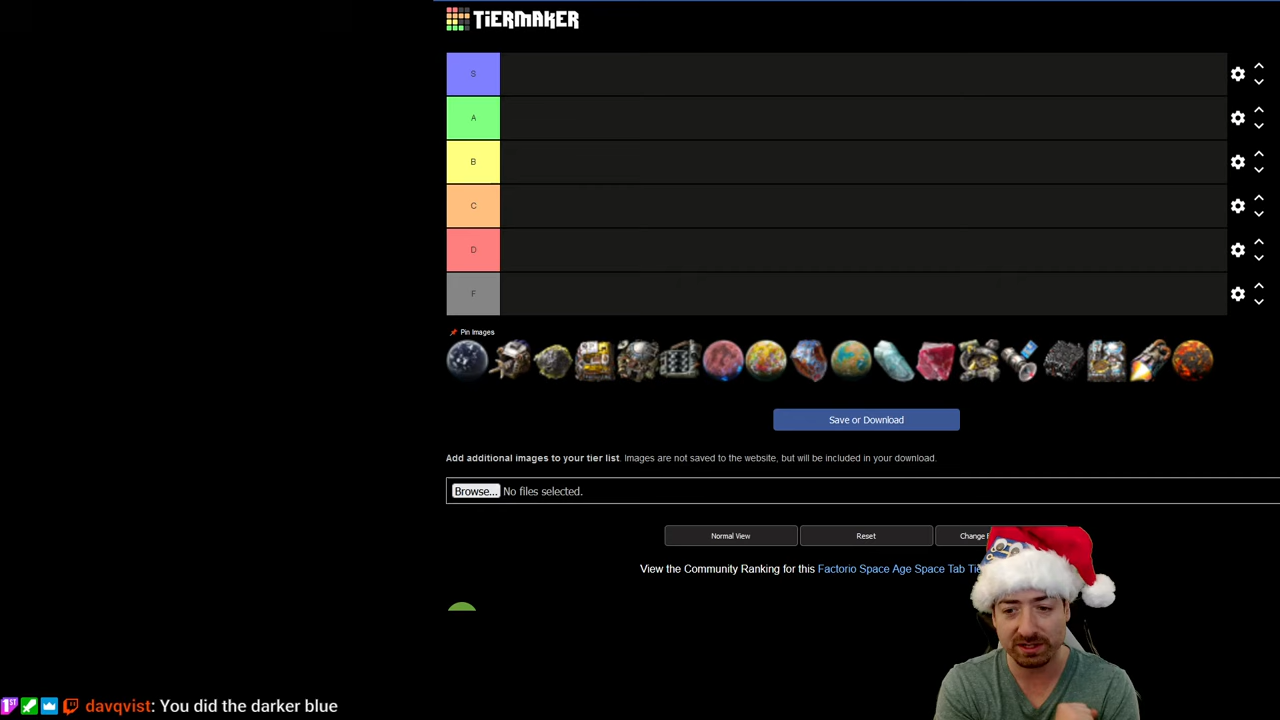 TIERMAKER
S
A
B
C
D
F
Pin Images
Save or Download
Add additional images to your tier list. Images are not saved to the website, but will be included in your download.
Browse... No files selected.
Normal View
Reset
Change
View the Community Ranking for this Factorio Space Age Space Tab
1ST davqvist: You did the darker blue